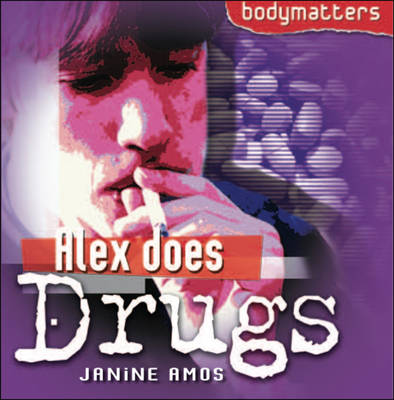 bodymatters
Alex does
Drugs
JANiNE AMOS